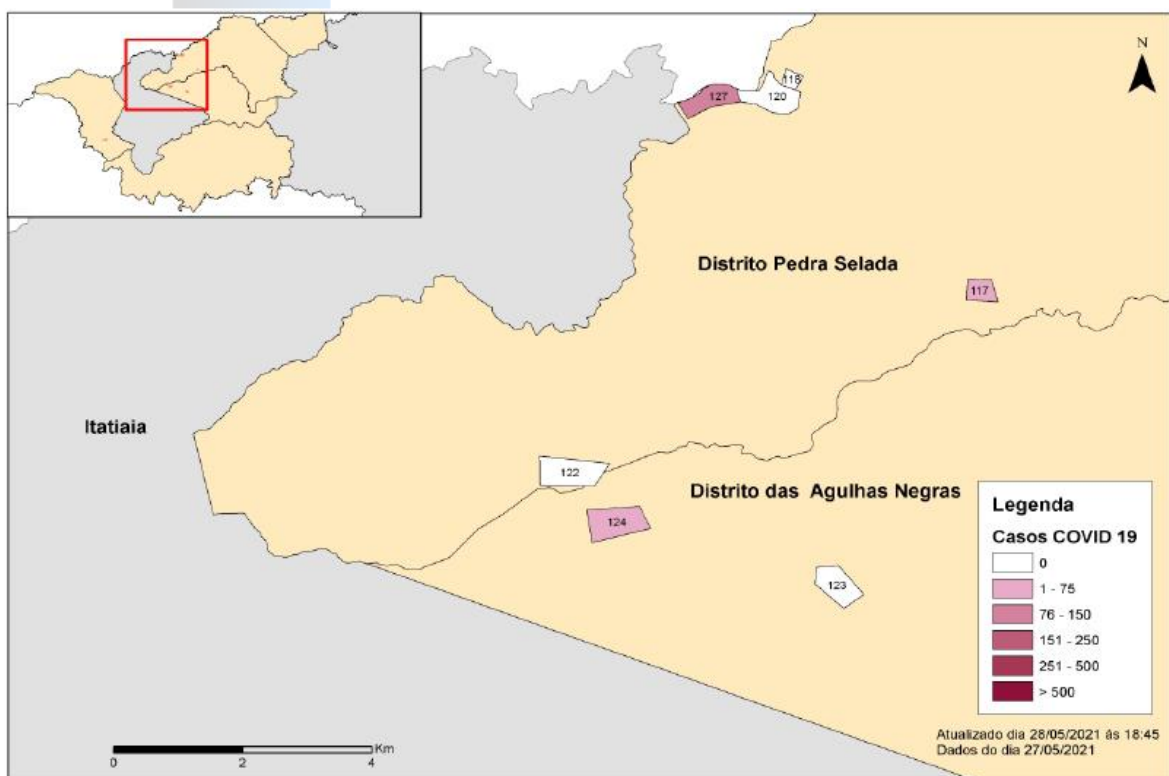 N
118
127
120
Distrito Pedra Selada
117
Itatiaia
122
Distrito das Agulhas Negras
124
123
Legenda
Casos COVID 19
0
1 - 75
76 - 150
151 - 250
251 - 500
> 500
Km
0 2 4
Atualizado dia 28/05/2021 às 18:45
Dados do dia 27/05/2021